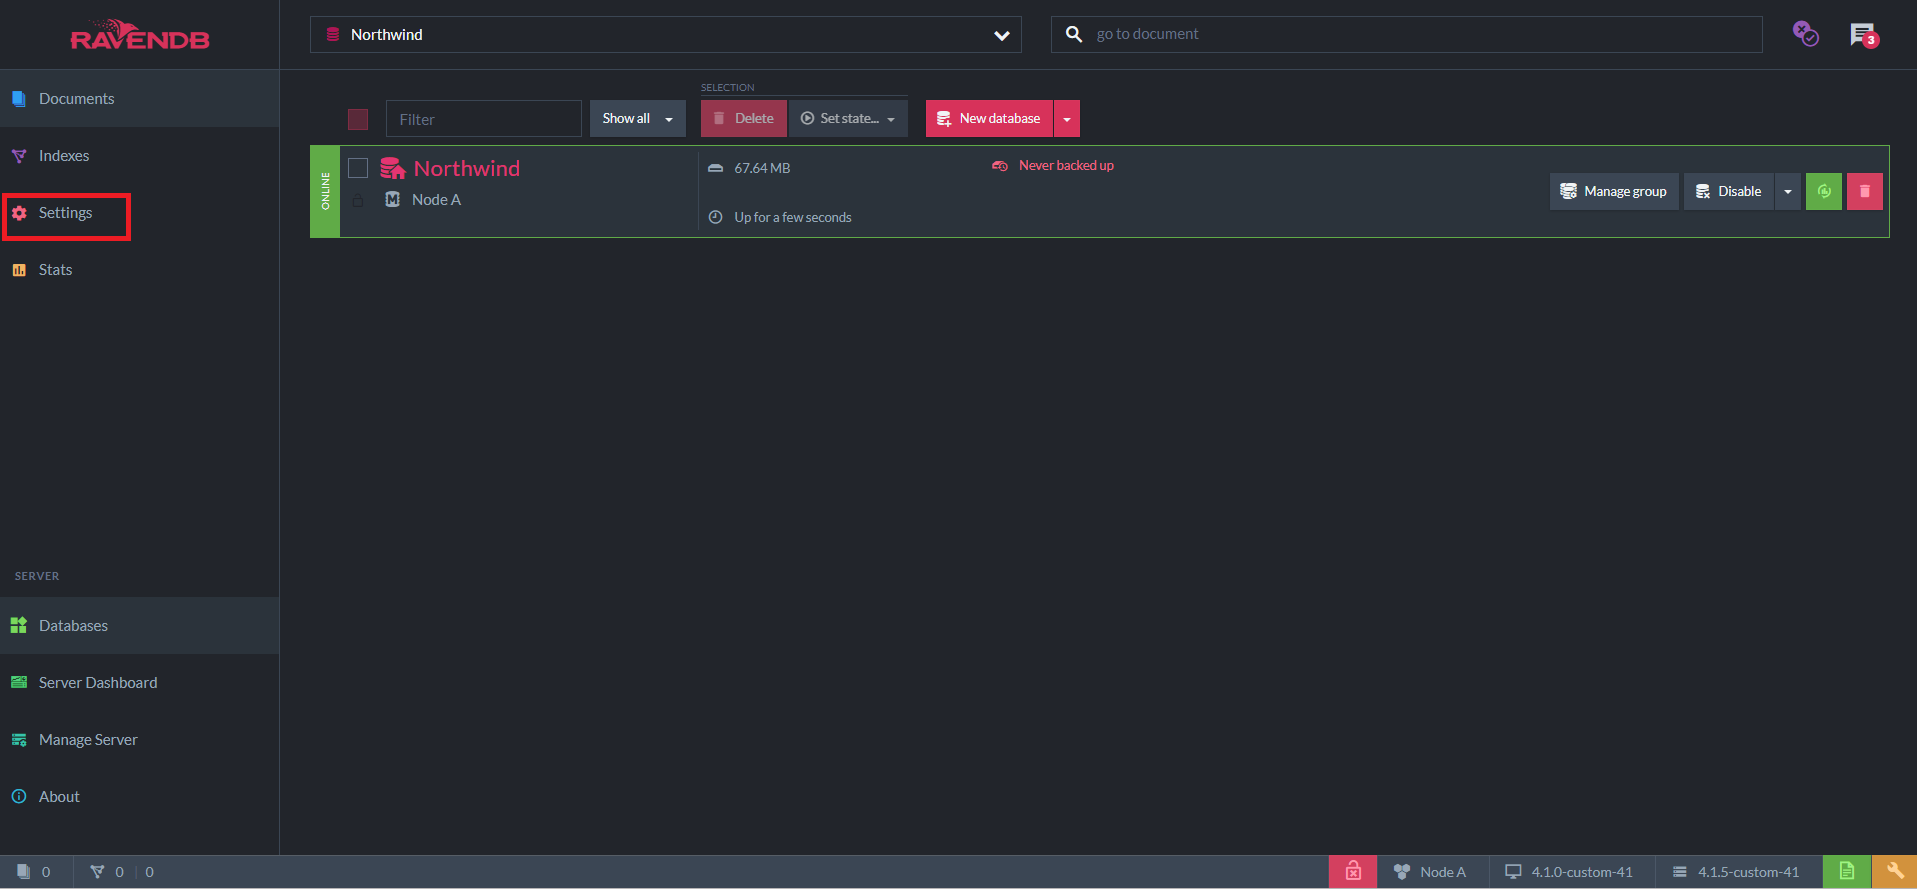 RAVENDB
Northwind
go to document
3
Documents
Indexes
Settings
Stats
SELECTION
Filter
Show all
Delete
Set state...
New database
ONLINE
Northwind
67.64 MB
Never backed up
Node A
Up for a few seconds
Manage group
Disable
SERVER
Databases
Server Dashboard
Manage Server
About
0
0 | 0
Node A
4.1.0-custom-41
4.1.5-custom-41